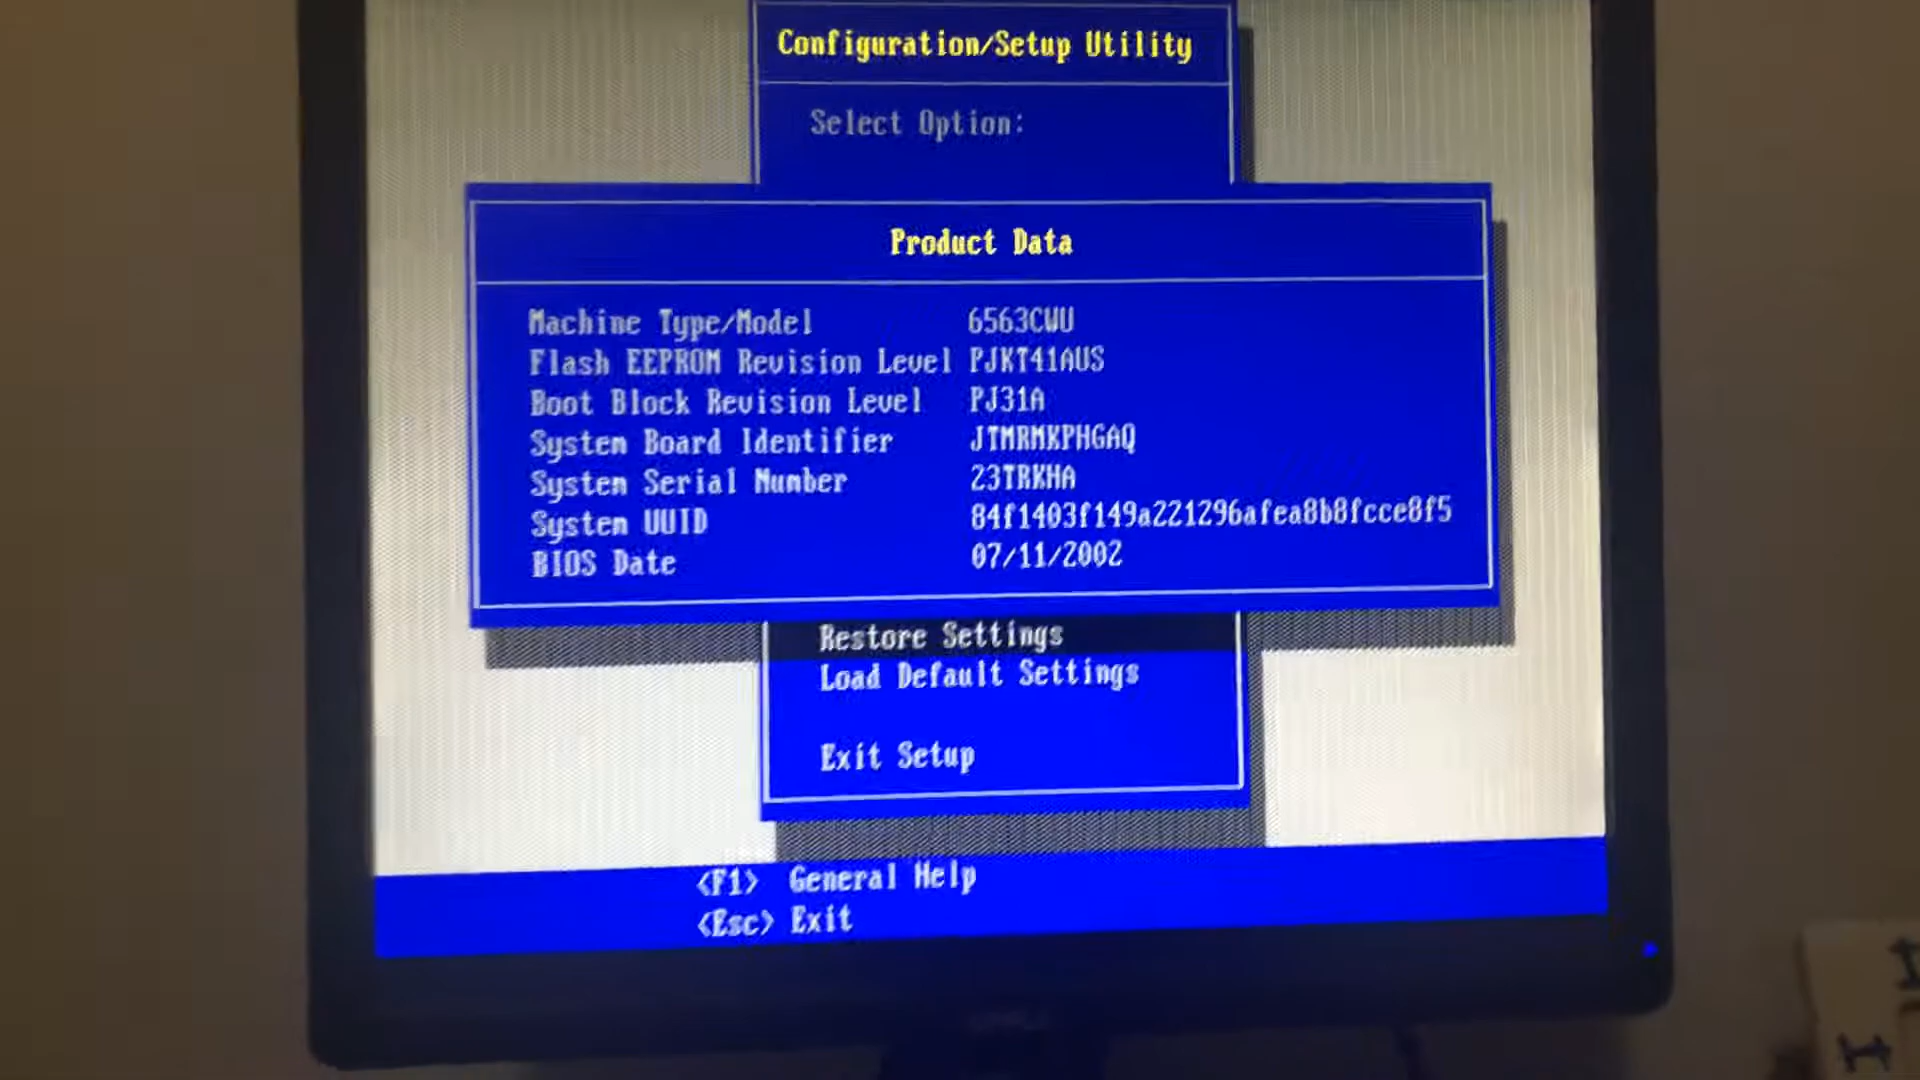 Configuration/Setup Utility
Select Option:
Product Data
Machine Type/Model 6563CWU
Flash EEPROM Revision Level PJKT41AUS
Boot Block Revision Level PJ31A
System Board Identifier JTMRMKPHGAQ
System Serial Number 23TRKHA
System UUID 84f1403f149a221296afea8b8fcce8f5
BIOS Date 07/11/2002
Restore Settings
Load Default Settings
Exit Setup
<F1> General Help
<Esc> Exit